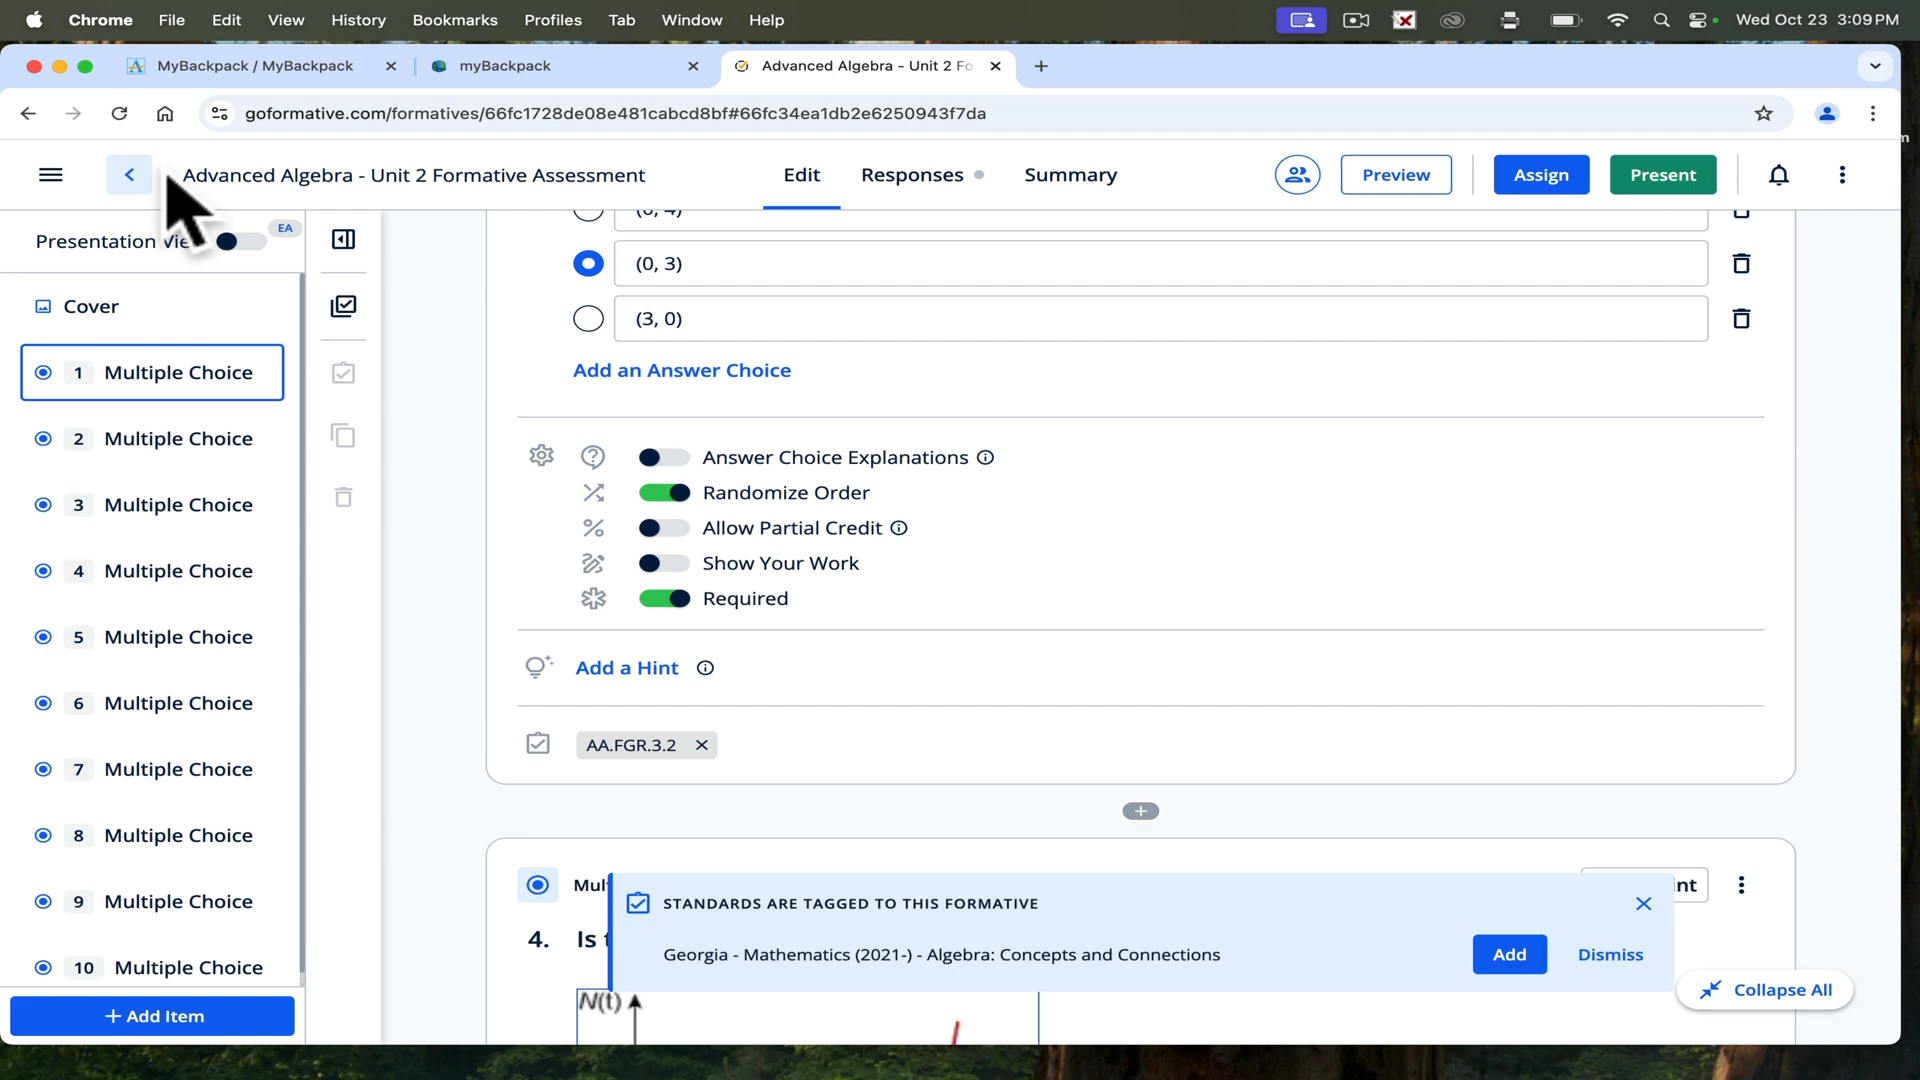 Chrome File Edit View History Bookmarks Profiles Tab Window Help Wed Oct 23 3:09 PM
MyBackpack / MyBackpack myBackpack Advanced Algebra - Unit 2 Fo
goformative.com/formatives/66fc1728de08e481cabcd8bf#66fc34ea1db2e6250943f7da
Advanced Algebra - Unit 2 Formative Assessment Edit Responses Summary Preview Assign Present
Presentation Vie EA
Cover
1 Multiple Choice
2 Multiple Choice
3 Multiple Choice
4 Multiple Choice
5 Multiple Choice
6 Multiple Choice
7 Multiple Choice
8 Multiple Choice
9 Multiple Choice
10 Multiple Choice
+ Add Item
(0, 3)
(3, 0)
Add an Answer Choice
Answer Choice Explanations
Randomize Order
Allow Partial Credit
Show Your Work
Required
Add a Hint
AA.FGR.3.2
4. Is
N(t)
STANDARDS ARE TAGGED TO THIS FORMATIVE
Georgia - Mathematics (2021-) - Algebra: Concepts and Connections Add Dismiss
Collapse All